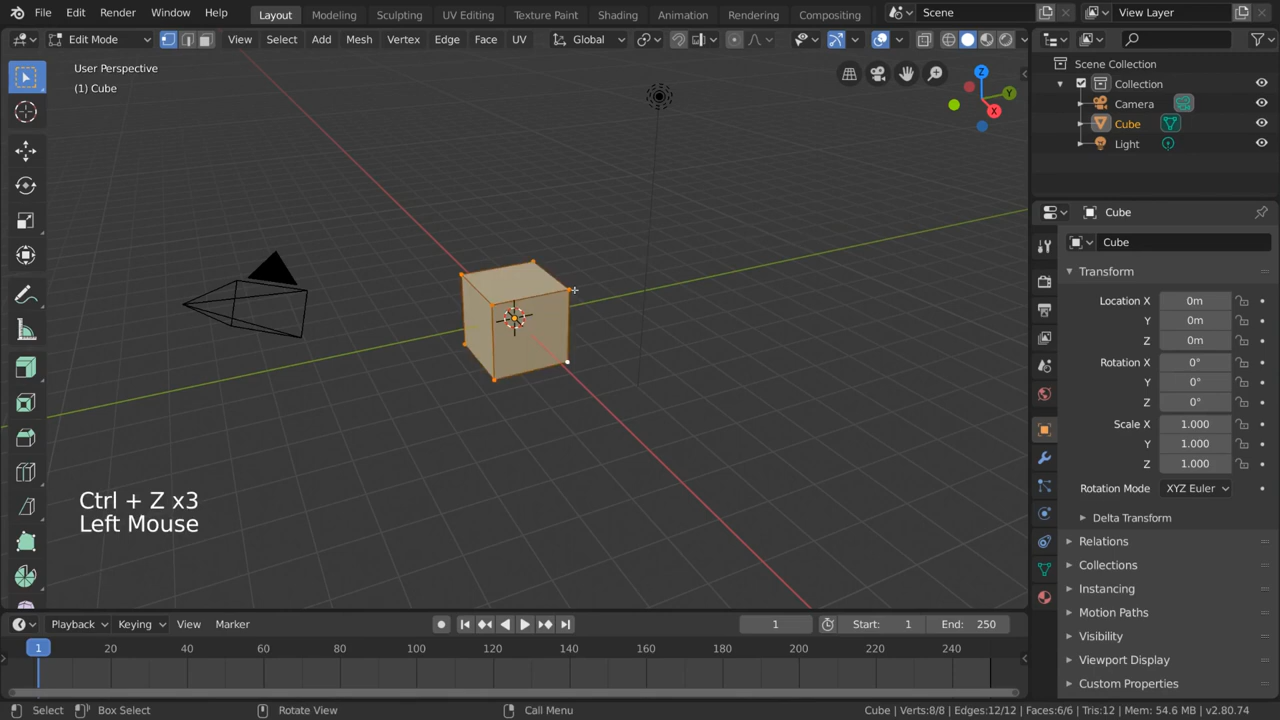 File Edit Render Window Help Layout Modeling Sculpting UV Editing Texture Paint Shading Animation Rendering Compositing Scene View Layer
Edit Mode View Select Add Mesh Vertex Edge Face UV Global
User Perspective
(1) Cube
Z
Y
X
Scene Collection
Collection
Camera
Cube
Light
Cube
Cube
Transform
Location X 0m
Y 0m
Z 0m
Rotation X 0°
Y 0°
Z 0°
Scale X 1.000
Y 1.000
Z 1.000
Rotation Mode XYZ Euler
Delta Transform
Relations
Collections
Instancing
Motion Paths
Visibility
Viewport Display
Custom Properties
Ctrl + Z x3
Left Mouse
Playback Keying View Marker 1 Start: 1 End: 250
1 20 40 60 80 100 120 140 160 180 200 220 240
Select Box Select Rotate View Call Menu Cube | Verts:8/8 | Edges:12/12 | Faces:6/6 | Tris:12 | Mem: 54.6 MB | v2.80.74